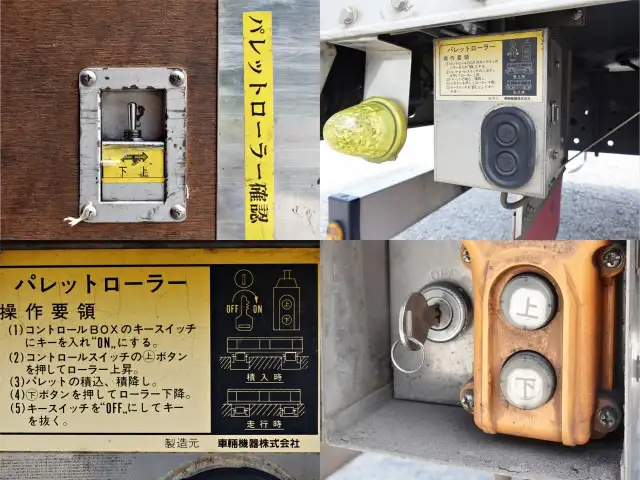 パレットローラー確認
下 上
パレットローラー
操作要領
パレットローラー
操作要領
(1)コントロールBOXのキースイッチ
にキーを入れ"ON"にする。
(2)コントロールスイッチの上ボタン
を押してローラー上昇。
(3)パレットの積込、積降し。
(4)下ボタンを押してローラー下降。
(5)キースイッチを"OFF"にしてキー
を抜く。
OFF ON
上
下
積入時
走行時
製造元 車輛機器株式会社
OFF
上
下